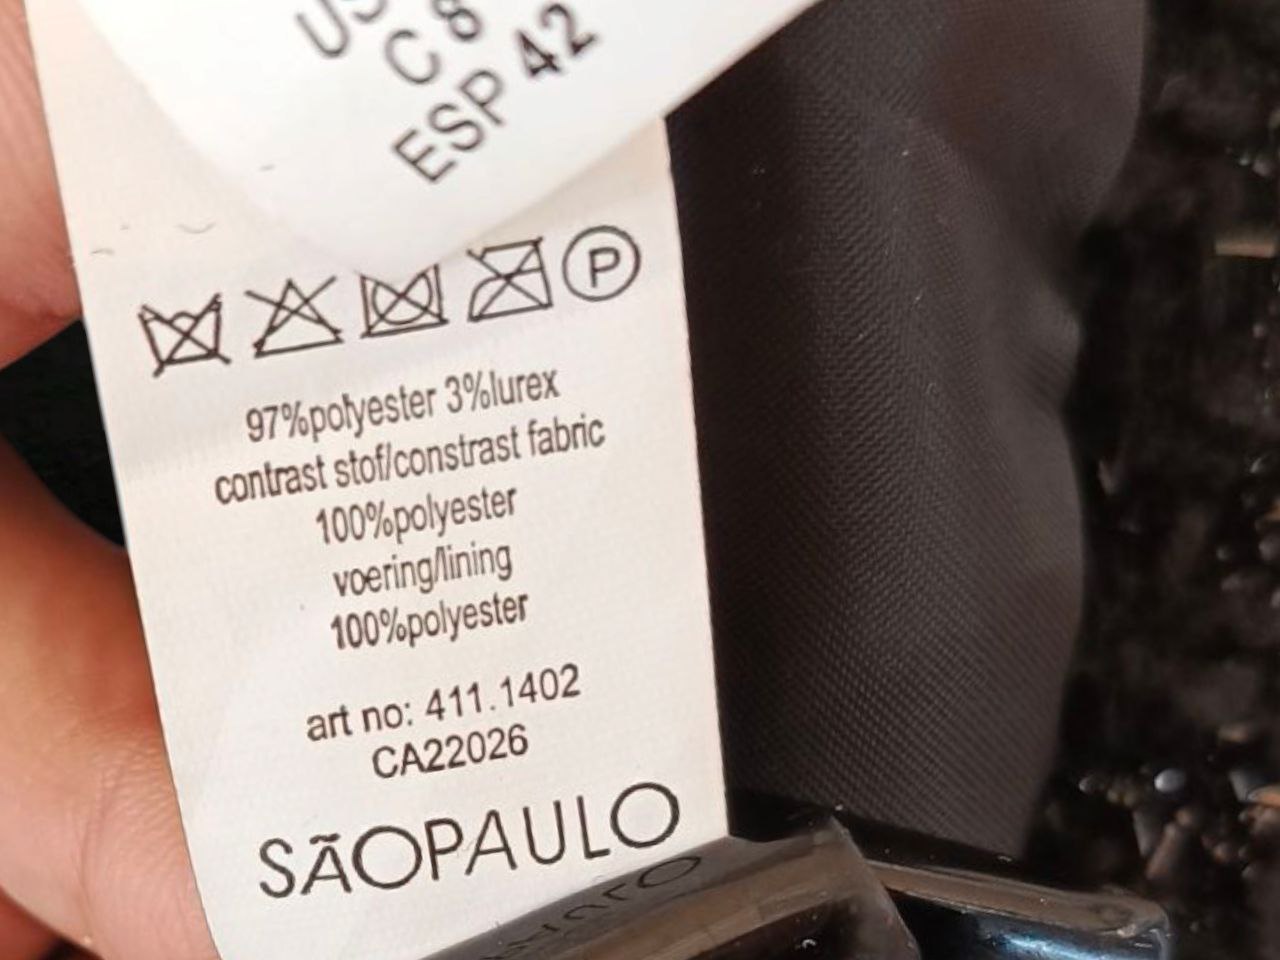 US
C 8
ESP 42
P
97%polyester 3%lurex
contrast stof/constrast fabric
100%polyester
voering/lining
100%polyester
art no: 411.1402
CA22026
SÃOPAULO